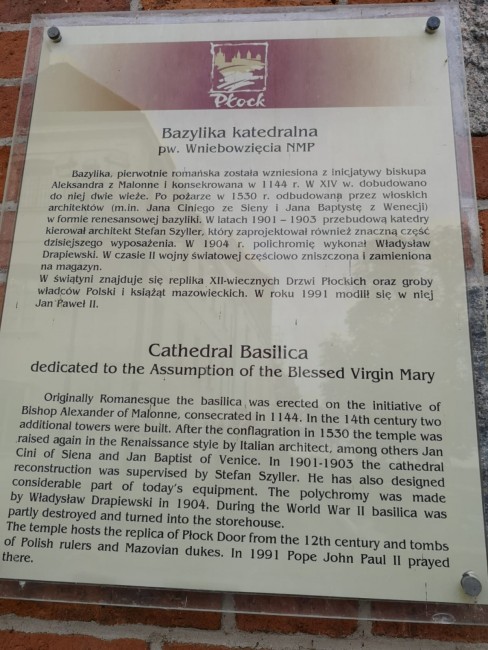 Płock
Bazylika katedralna
pw. Wniebowzięcia NMP
Bazylika, pierwotnie romańska została wzniesiona z inicjatywy biskupa
Aleksandra z Malonne i konsekrowana w 1144 r. W XIV w. dobudowano
do niej dwie wieże. Po pożarze w 1530 r. odbudowana przez włoskich
architektów (m.in. Jana Ciniego ze Sieny i Jana Baptystę z Wenecji)
w formie renesansowej bazyliki. W latach 1901 – 1903 przebudową katedry
kierował architekt Stefan Szyller, który zaprojektował również znaczną część
dzisiejszego wyposażenia. W 1904 r. polichromię wykonał Władysław
Drapiewski. W czasie II wojny światowej częściowo zniszczona i zamieniona
na magazyn.
W świątyni znajduje się replika XII-wiecznych Drzwi Płockich oraz groby
władców Polski i książąt mazowieckich. W roku 1991 modlił się w niej
Jan Paweł II.
Cathedral Basilica
dedicated to the Assumption of the Blessed Virgin Mary
Originally Romanesque the basilica was erected on the initiative of
Bishop Alexander of Malonne, consecrated in 1144. In the 14th century two
additional towers were built. After the conflagration in 1530 the temple was
raised again in the Renaissance style by Italian architect, among others Jan
Cini of Siena and Jan Baptist of Venice. In 1901-1903 the cathedral
reconstruction was supervised by Stefan Szyller. He has also designed
considerable part of today's equipment. The polychromy was made
by Władysław Drapiewski in 1904. During the World War II basilica was
partly destroyed and turned into the storehouse.
The temple hosts the replica of Płock Door from the 12th century and tombs
of Polish rulers and Mazovian dukes. In 1991 Pope John Paul II prayed
there.